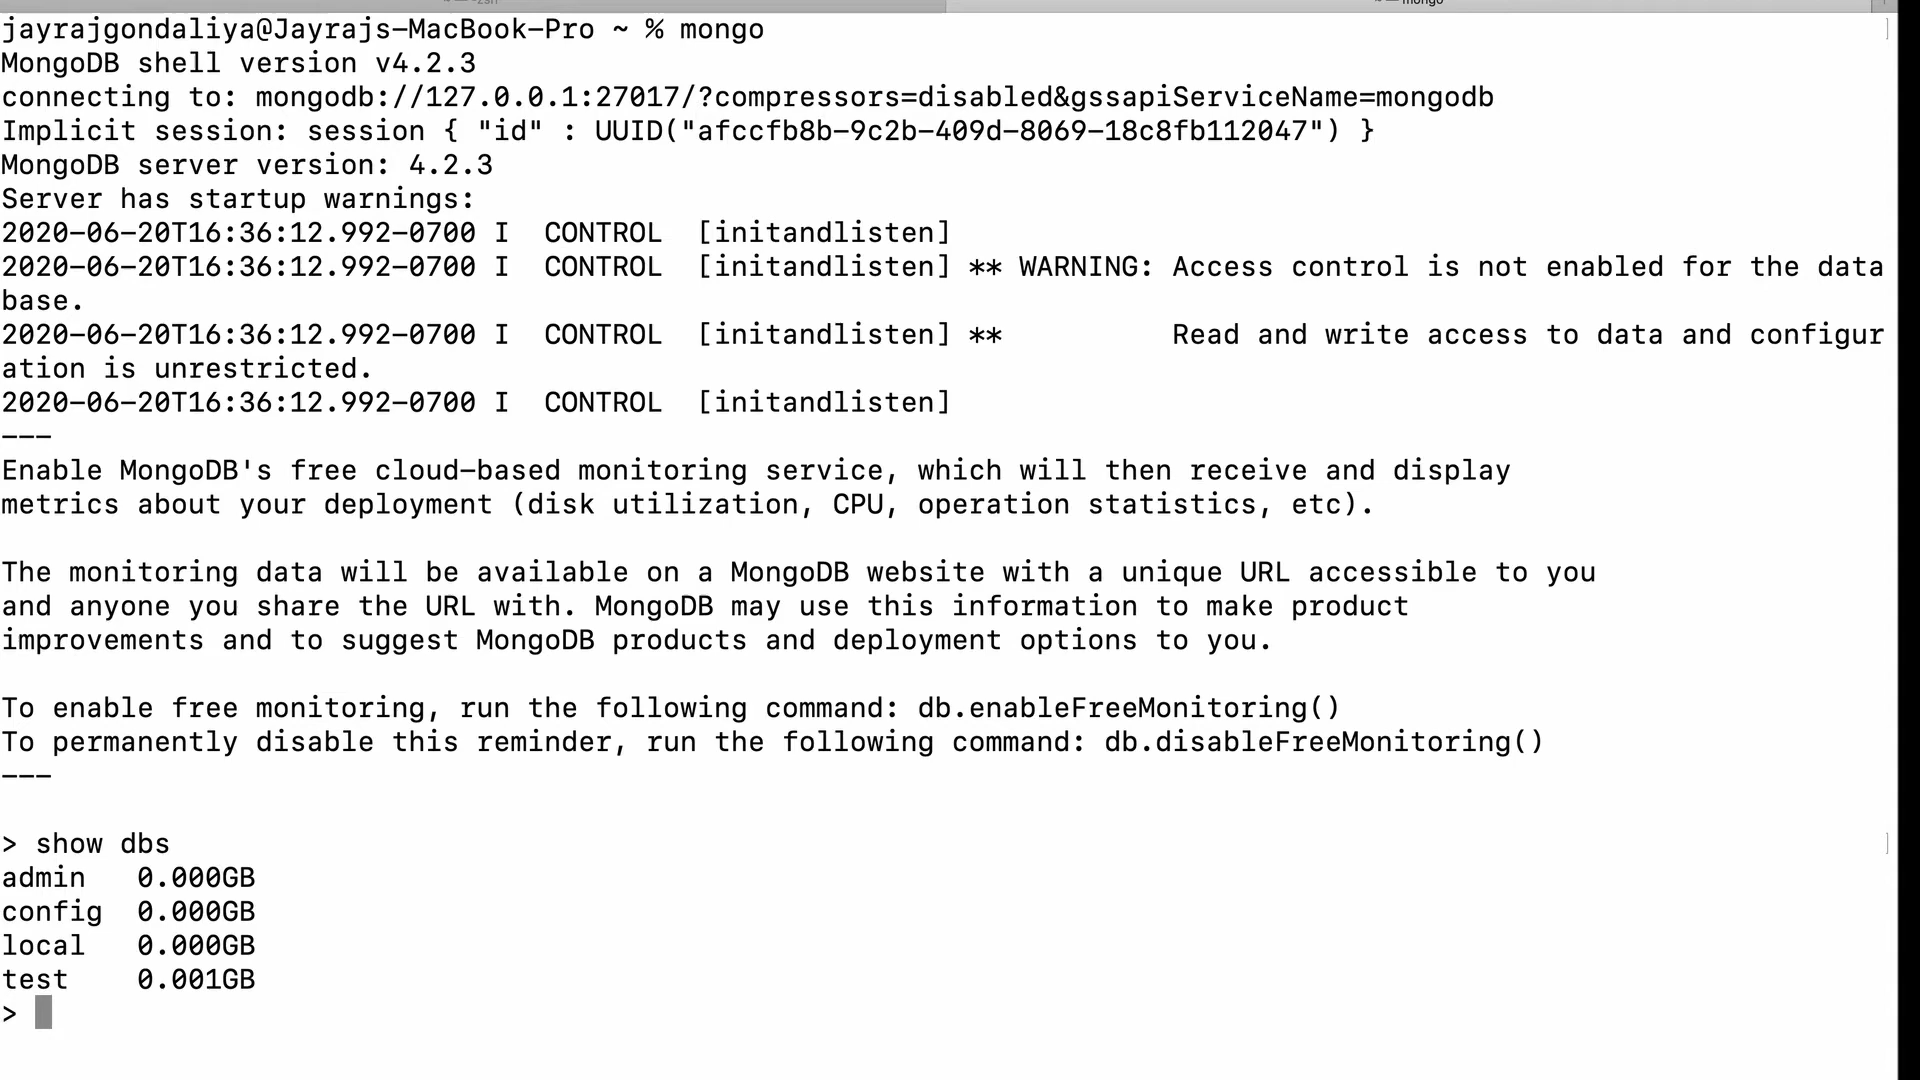 mongo
jayrajgondaliya@Jayrajs-MacBook-Pro ~ % mongo
MongoDB shell version v4.2.3
connecting to: mongodb://127.0.0.1:27017/?compressors=disabled&gssapiServiceName=mongodb
Implicit session: session { "id" : UUID("afccfb8b-9c2b-409d-8069-18c8fb112047") }
MongoDB server version: 4.2.3
Server has startup warnings:
2020-06-20T16:36:12.992-0700 I  CONTROL  [initandlisten]
2020-06-20T16:36:12.992-0700 I  CONTROL  [initandlisten] ** WARNING: Access control is not enabled for the data
base.
2020-06-20T16:36:12.992-0700 I  CONTROL  [initandlisten] **          Read and write access to data and configur
ation is unrestricted.
2020-06-20T16:36:12.992-0700 I  CONTROL  [initandlisten]
---
Enable MongoDB's free cloud-based monitoring service, which will then receive and display
metrics about your deployment (disk utilization, CPU, operation statistics, etc).
The monitoring data will be available on a MongoDB website with a unique URL accessible to you
and anyone you share the URL with. MongoDB may use this information to make product
improvements and to suggest MongoDB products and deployment options to you.
To enable free monitoring, run the following command: db.enableFreeMonitoring()
To permanently disable this reminder, run the following command: db.disableFreeMonitoring()
---
> show dbs
admin   0.000GB
config  0.000GB
local   0.000GB
test    0.001GB
>